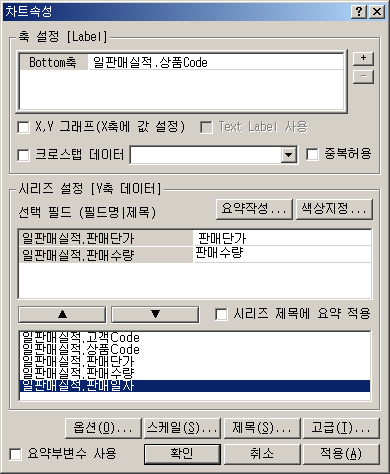 차트속성
축 설정 [Label]
Bottom축 일판매실적.상품Code
+
-
X,Y 그래프(X축에 값 설정) Text Label 사용
크로스탭 데이터 중복허용
시리즈 설정 [Y축 데이터]
선택 필드 (필드명|제목) 요약작성... 색상지정...
일판매실적.판매단가 판매단가
일판매실적.판매수량 판매수량
▲ ▼ 시리즈 제목에 요약 적용
일판매실적.고객Code
일판매실적.상품Code
일판매실적.판매단가
일판매실적.판매수량
일판매실적.판매일자
옵션(O)... 스케일(S)... 제목(S)... 고급(T)...
요약부변수 사용 확인 취소 적용(A)